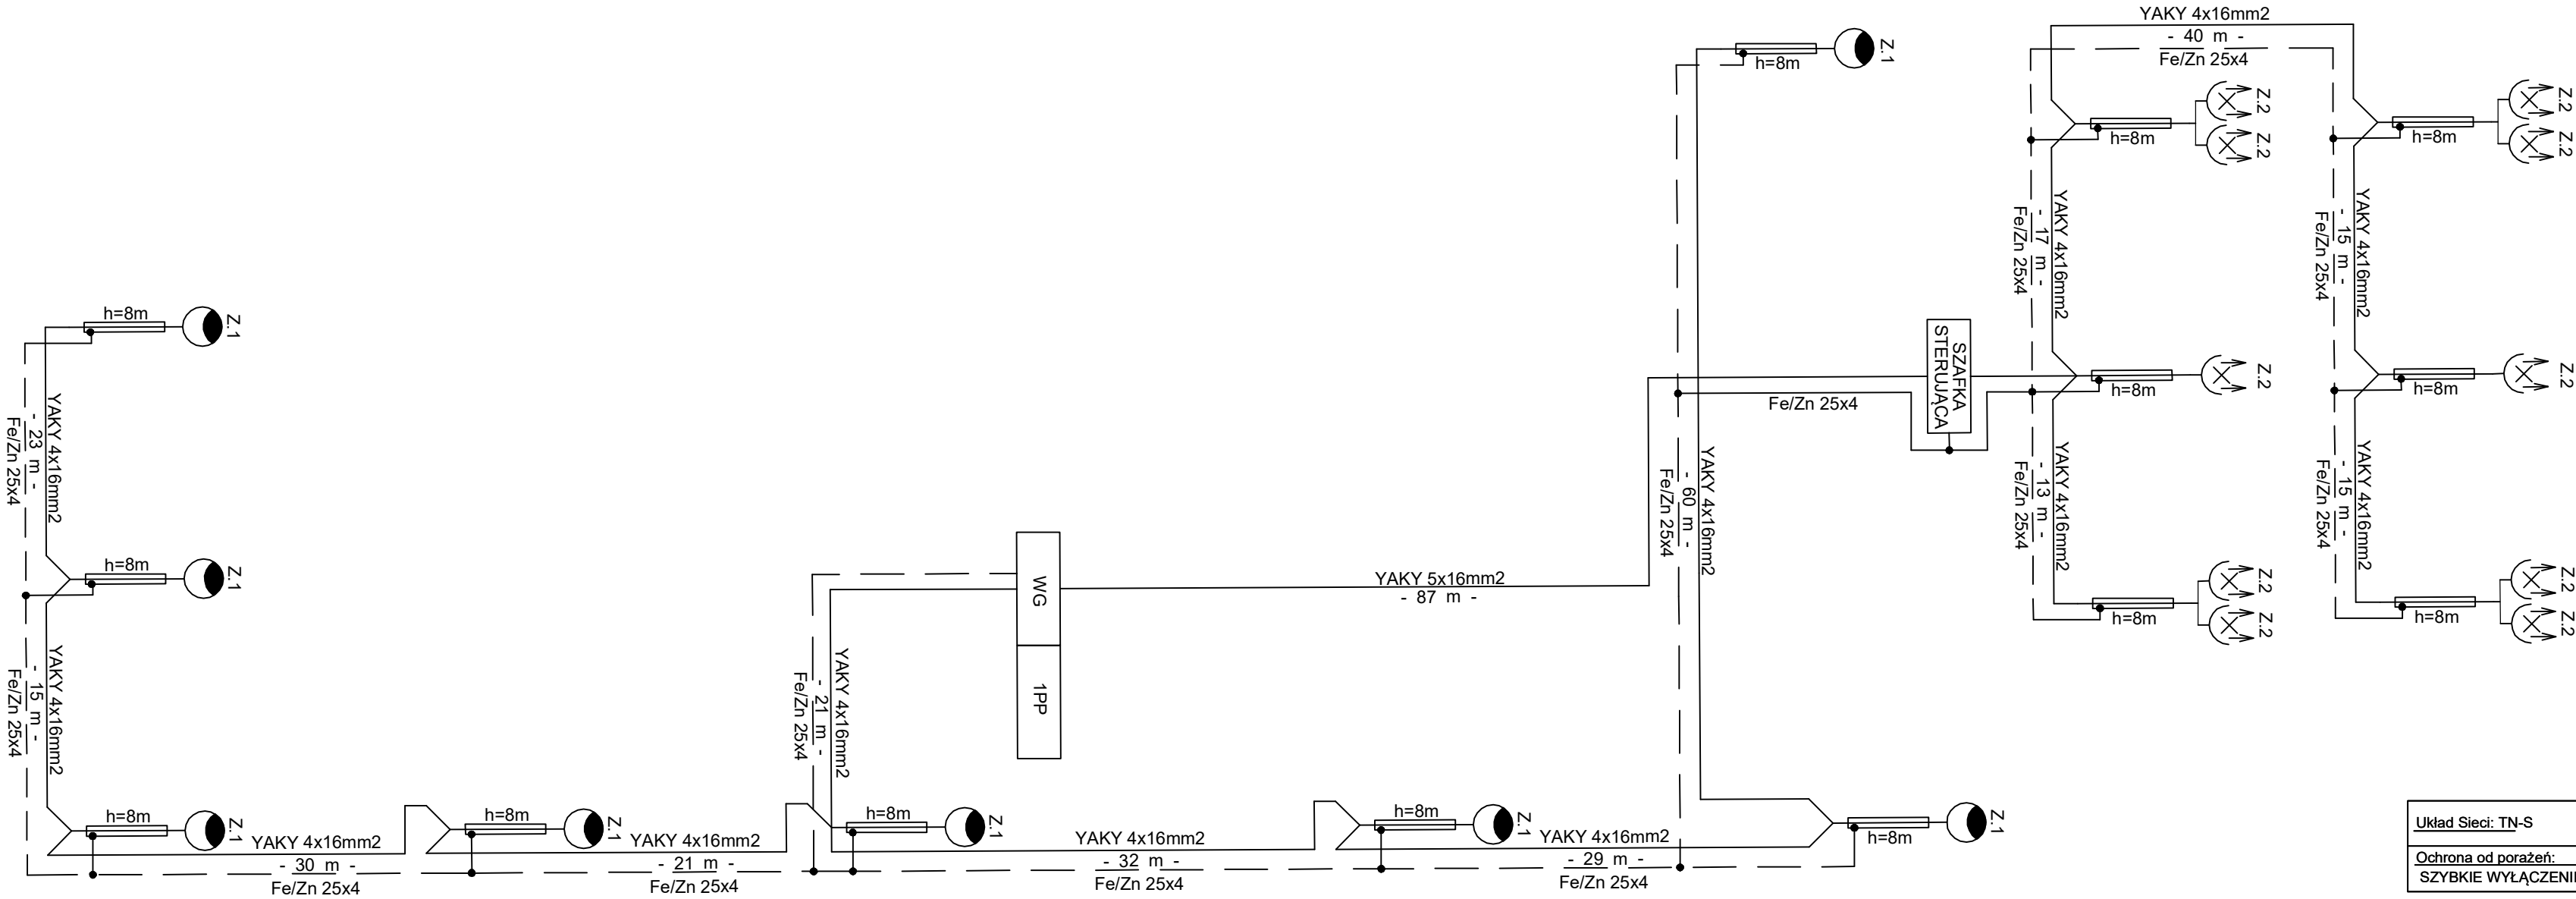 YAKY 4x16mm2
- 40 m -
Fe/Zn 25x4
Z.1
h=8m
Z.2
Z.2
h=8m
Z.2
Z.2
h=8m
YAKY 4x16mm2
- 17 m -
Fe/Zn 25x4
YAKY 4x16mm2
- 15 m -
Fe/Zn 25x4
SZAFKA
STERUJĄCA
Fe/Zn 25x4
Z.2
h=8m
Z.2
h=8m
YAKY 4x16mm2
- 13 m -
Fe/Zn 25x4
YAKY 4x16mm2
- 15 m -
Fe/Zn 25x4
Z.2
Z.2
h=8m
Z.2
Z.2
h=8m
YAKY 4x16mm2
- 60 m -
Fe/Zn 25x4
h=8m
Z.1
YAKY 4x16mm2
- 23 m -
Fe/Zn 25x4
h=8m
Z.1
YAKY 4x16mm2
- 15 m -
Fe/Zn 25x4
WG
1PP
YAKY 5x16mm2
- 87 m -
YAKY 4x16mm2
- 21 m -
Fe/Zn 25x4
h=8m
Z.1
YAKY 4x16mm2
- 30 m -
Fe/Zn 25x4
h=8m
Z.1
YAKY 4x16mm2
- 21 m -
Fe/Zn 25x4
h=8m
Z.1
YAKY 4x16mm2
- 32 m -
Fe/Zn 25x4
h=8m
Z.1
YAKY 4x16mm2
- 29 m -
Fe/Zn 25x4
h=8m
Z.1
Układ Sieci: TN-S
Ochrona od porażeń:
SZYBKIE WYŁĄCZENI